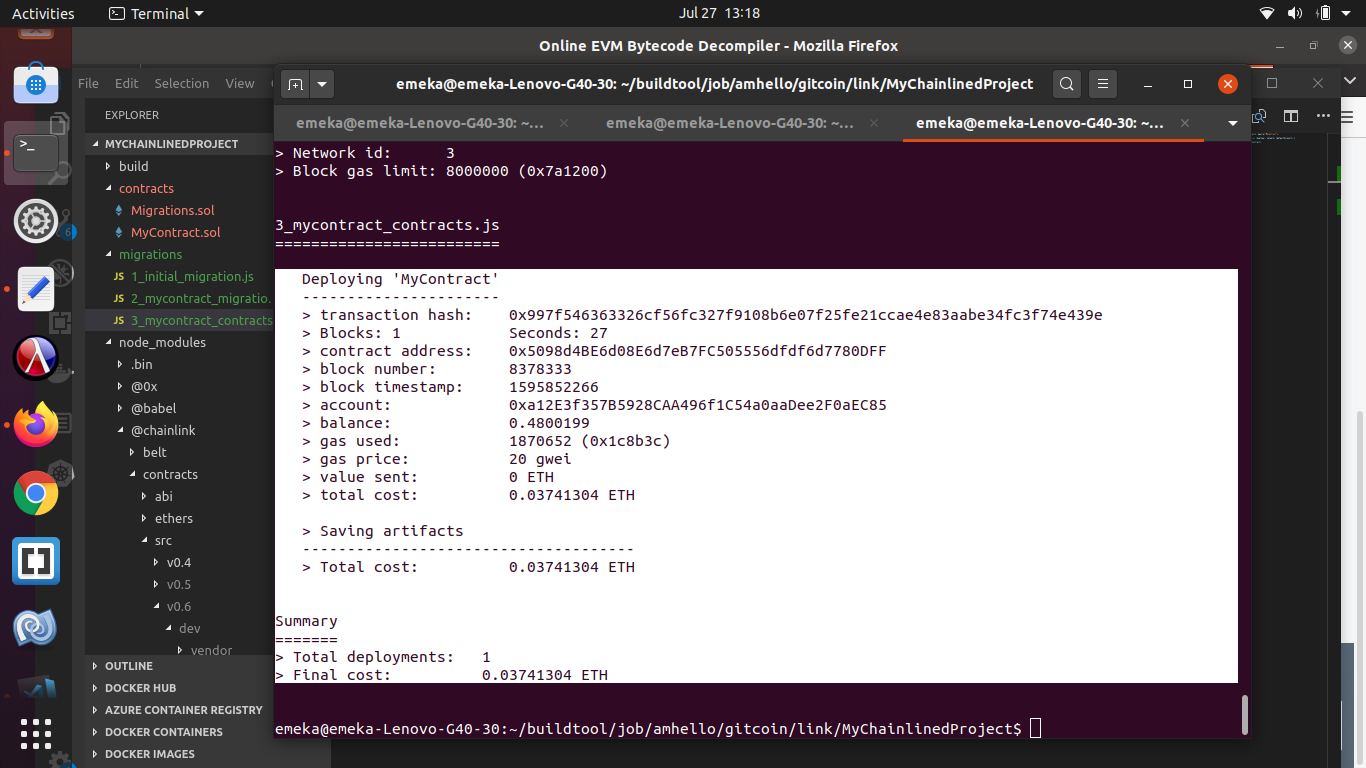 Activities
Terminal
Jul 27 13:18
Online EVM Bytecode Decompiler - Mozilla Firefox
File Edit Selection View
emeka@emeka-Lenovo-G40-30: ~/buildtool/job/amhello/gitcoin/link/MyChainlinedProject
emeka@emeka-Lenovo-G40-30: ~...
emeka@emeka-Lenovo-G40-30: ~...
emeka@emeka-Lenovo-G40-30: ~...
EXPLORER
MYCHAINLINEDPROJECT
build
contracts
Migrations.sol
MyContract.sol
migrations
JS 1_initial_migration.js
JS 2_mycontract_migratio.
JS 3_mycontract_contracts
node_modules
.bin
@0x
@babel
@chainlink
belt
contracts
abi
ethers
src
v0.4
v0.5
v0.6
dev
vendor
OUTLINE
DOCKER HUB
AZURE CONTAINER REGISTRY
DOCKER CONTAINERS
DOCKER IMAGES
6
> Network id: 3
> Block gas limit: 8000000 (0x7a1200)
3_mycontract_contracts.js
=========================
Deploying 'MyContract'
----------------------
> transaction hash: 0x997f546363326cf56fc327f9108b6e07f25fe21ccae4e83aabe34fc3f74e439e
> Blocks: 1 Seconds: 27
> contract address: 0x5098d4BE6d08E6d7eB7FC505556dfdf6d7780DFF
> block number: 8378333
> block timestamp: 1595852266
> account: 0xa12E3f357B5928CAA496f1C54a0aaDee2F0aEC85
> balance: 0.4800199
> gas used: 1870652 (0x1c8b3c)
> gas price: 20 gwei
> value sent: 0 ETH
> total cost: 0.03741304 ETH
> Saving artifacts
-------------------------------------
> Total cost: 0.03741304 ETH
Summary
=======
> Total deployments: 1
> Final cost: 0.03741304 ETH
emeka@emeka-Lenovo-G40-30:~/buildtool/job/amhello/gitcoin/link/MyChainlinedProject$